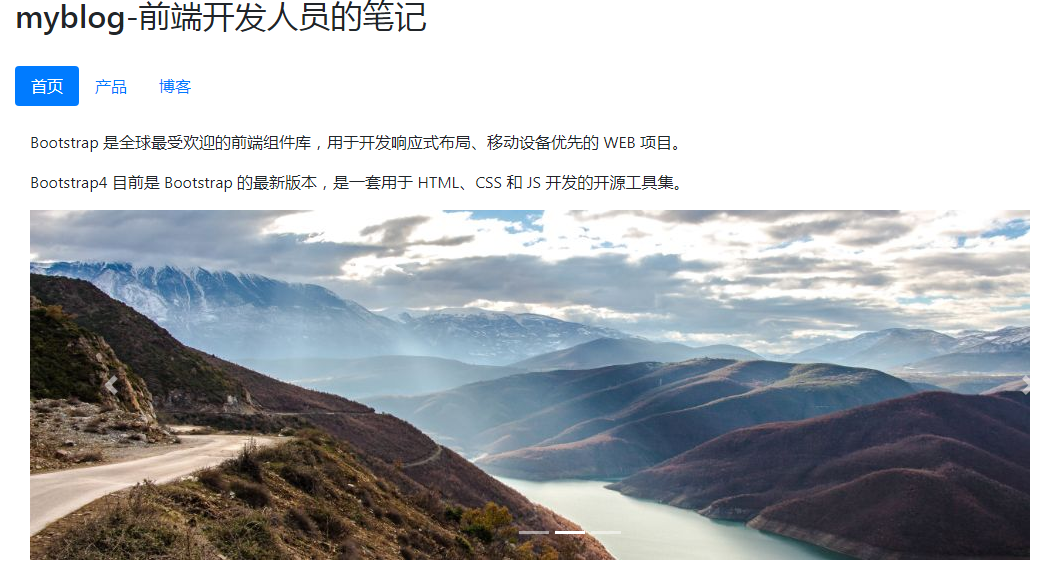 myblog-前端开发人员的笔记
首页 产品 博客
Bootstrap 是全球最受欢迎的前端组件库，用于开发响应式布局、移动设备优先的 WEB 项目。
Bootstrap4 目前是 Bootstrap 的最新版本，是一套用于 HTML、CSS 和 JS 开发的开源工具集。